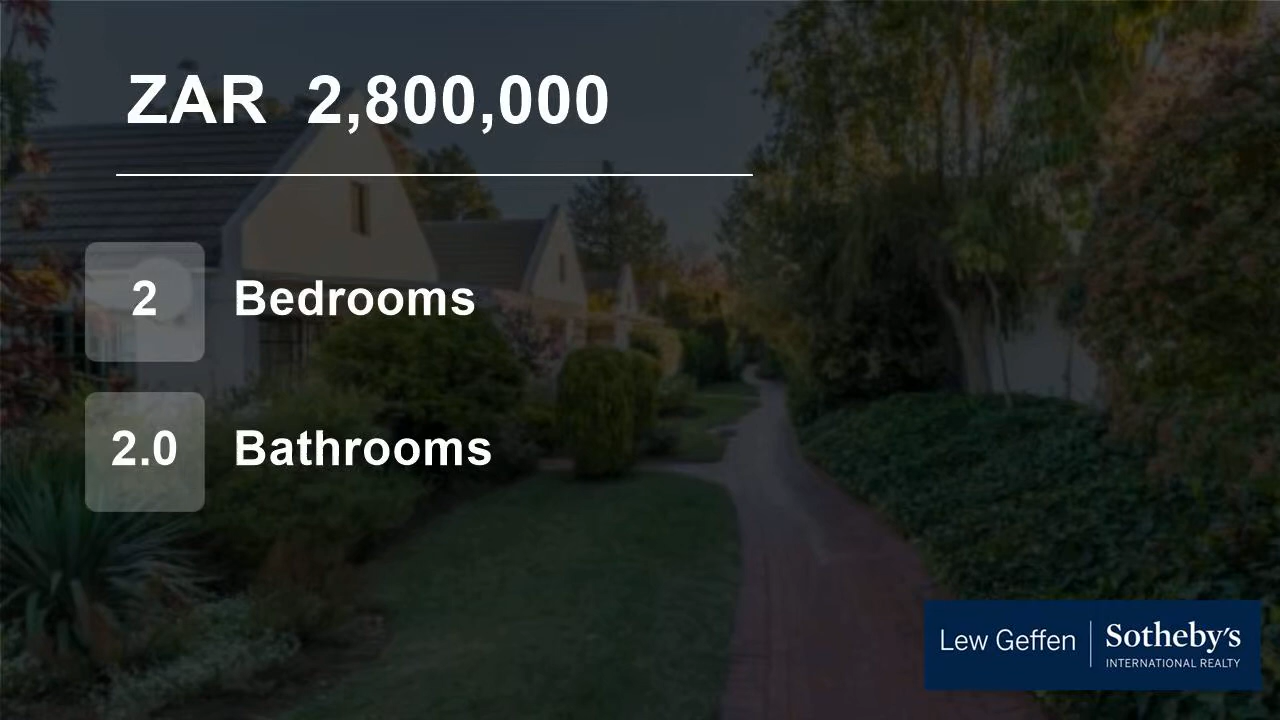 ZAR 2,800,000
2 Bedrooms
2.0 Bathrooms
Lew Geffen
Sotheby's
INTERNATIONAL REALTY